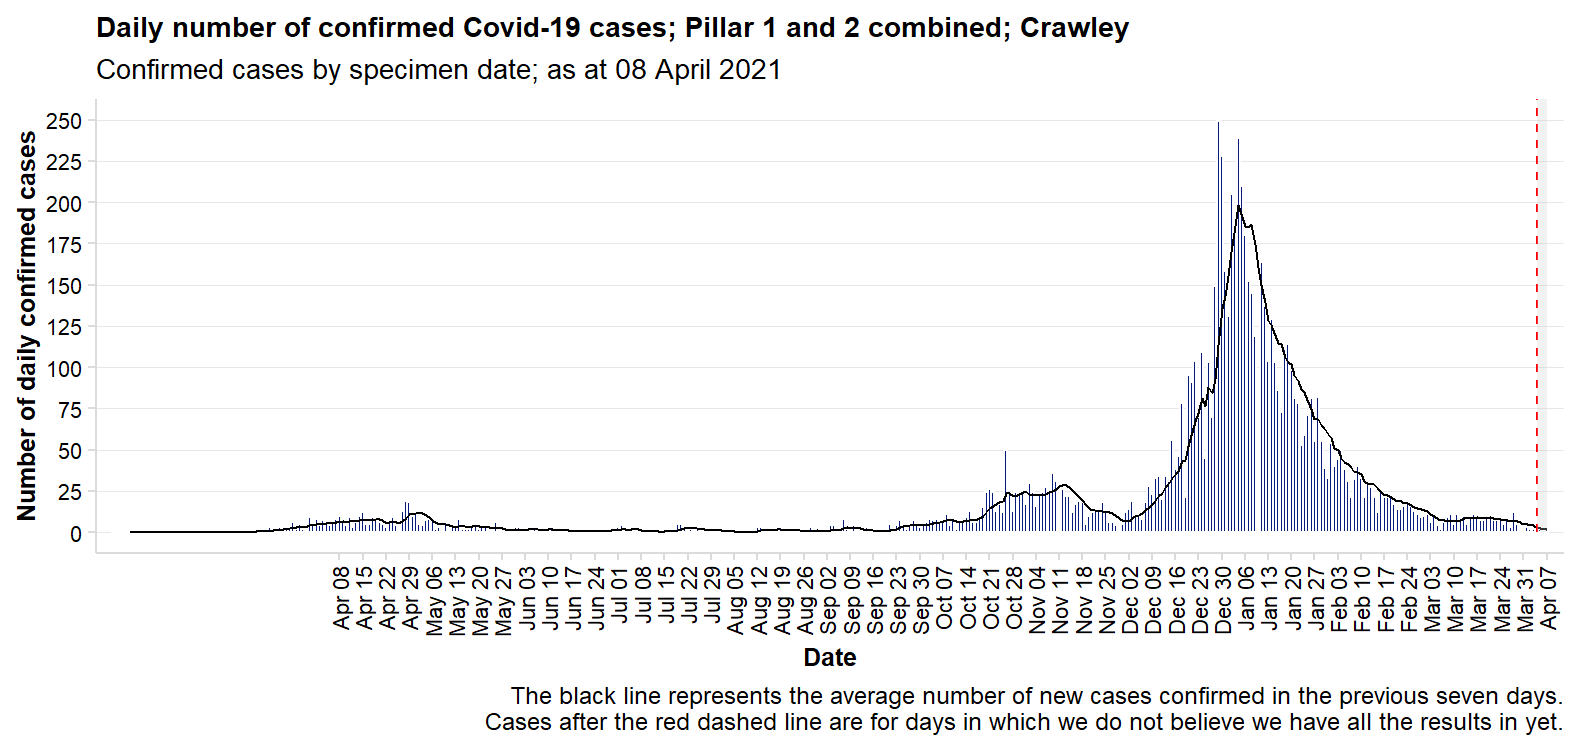 Daily number of confirmed Covid-19 cases; Pillar 1 and 2 combined; Crawley
Confirmed cases by specimen date; as at 08 April 2021
Number of daily confirmed cases
250
225
200
175
150
125
100
75
50
25
0
Apr 08
Apr 15
Apr 22
Apr 29
May 06
May 13
May 20
May 27
Jun 03
Jun 10
Jun 17
Jun 24
Jul 01
Jul 08
Jul 15
Jul 22
Jul 29
Aug 05
Aug 12
Aug 19
Aug 26
Sep 02
Sep 09
Sep 16
Sep 23
Sep 30
Oct 07
Oct 14
Oct 21
Oct 28
Nov 04
Nov 11
Nov 18
Nov 25
Dec 02
Dec 09
Dec 16
Dec 23
Dec 30
Jan 06
Jan 13
Jan 20
Jan 27
Feb 03
Feb 10
Feb 17
Feb 24
Mar 03
Mar 10
Mar 17
Mar 24
Mar 31
Apr 07
Date
The black line represents the average number of new cases confirmed in the previous seven days.
Cases after the red dashed line are for days in which we do not believe we have all the results in yet.